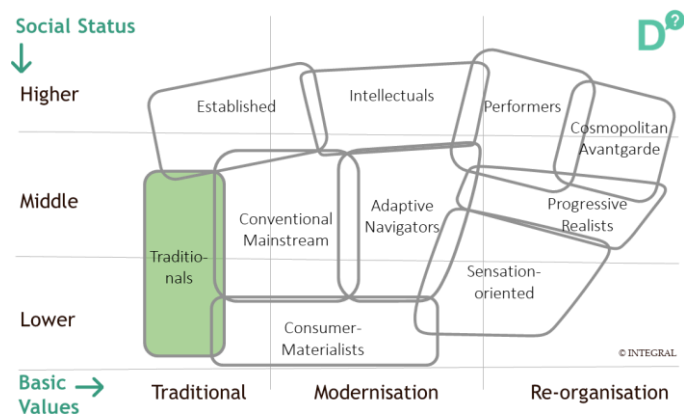 Social Status
D?
Higher
Established
Intellectuals
Performers
Cosmopolitan
Avantgarde
Middle
Traditio-
nals
Conventional
Mainstream
Adaptive
Navigators
Progressive
Realists
Sensation-
oriented
Lower
Consumer-
Materialists
© INTEGRAL
Basic
Values
Traditional
Modernisation
Re-organisation